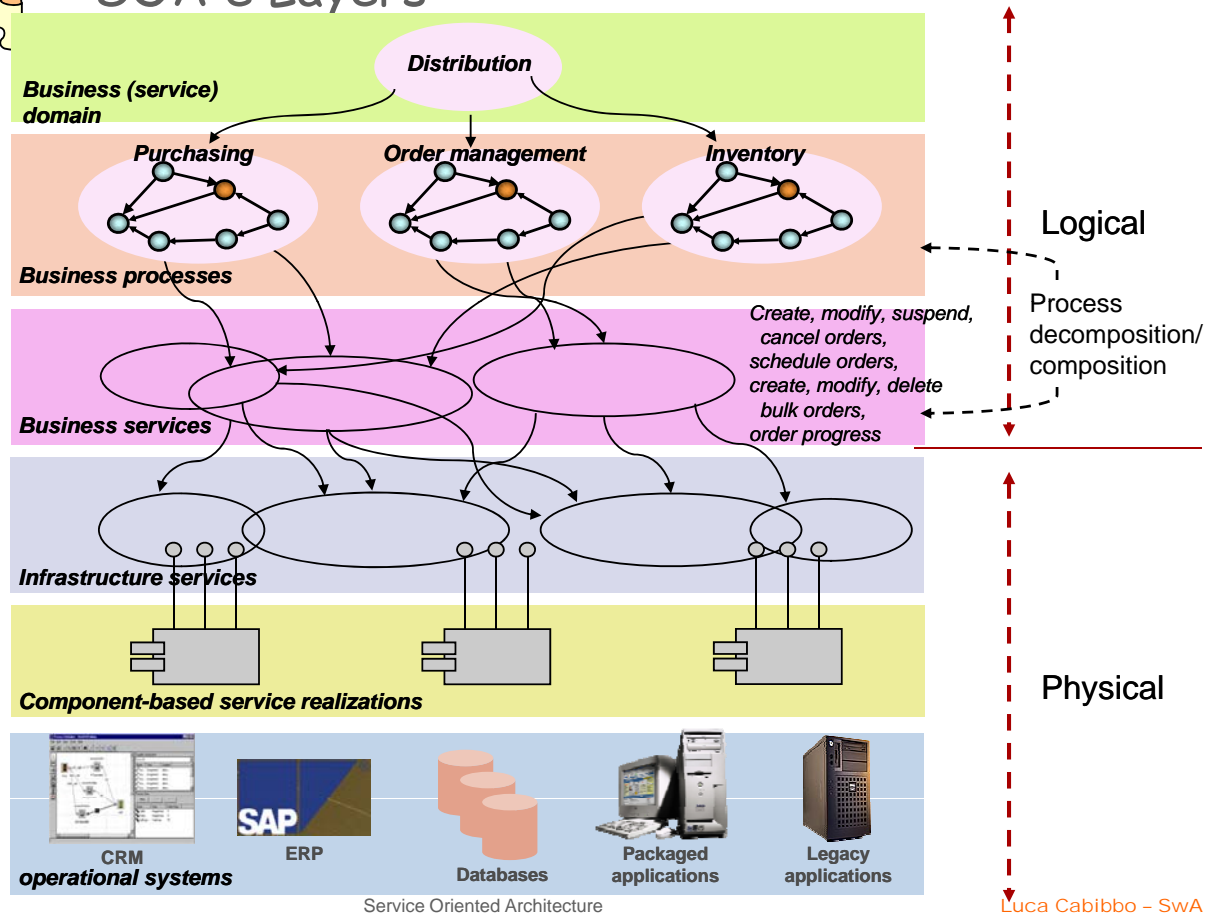 SOA's Layers
Distribution
Business (service)
domain
Purchasing
Order management
Inventory
Business processes
Logical
Process
decomposition/
composition
Create, modify, suspend,
cancel orders,
schedule orders,
create, modify, delete
bulk orders,
order progress
Business services
Infrastructure services
Component-based service realizations
Physical
SAP
CRM
ERP
Databases
Packaged
applications
Legacy
applications
operational systems
Service Oriented Architecture
Luca Cabibbo – SwA